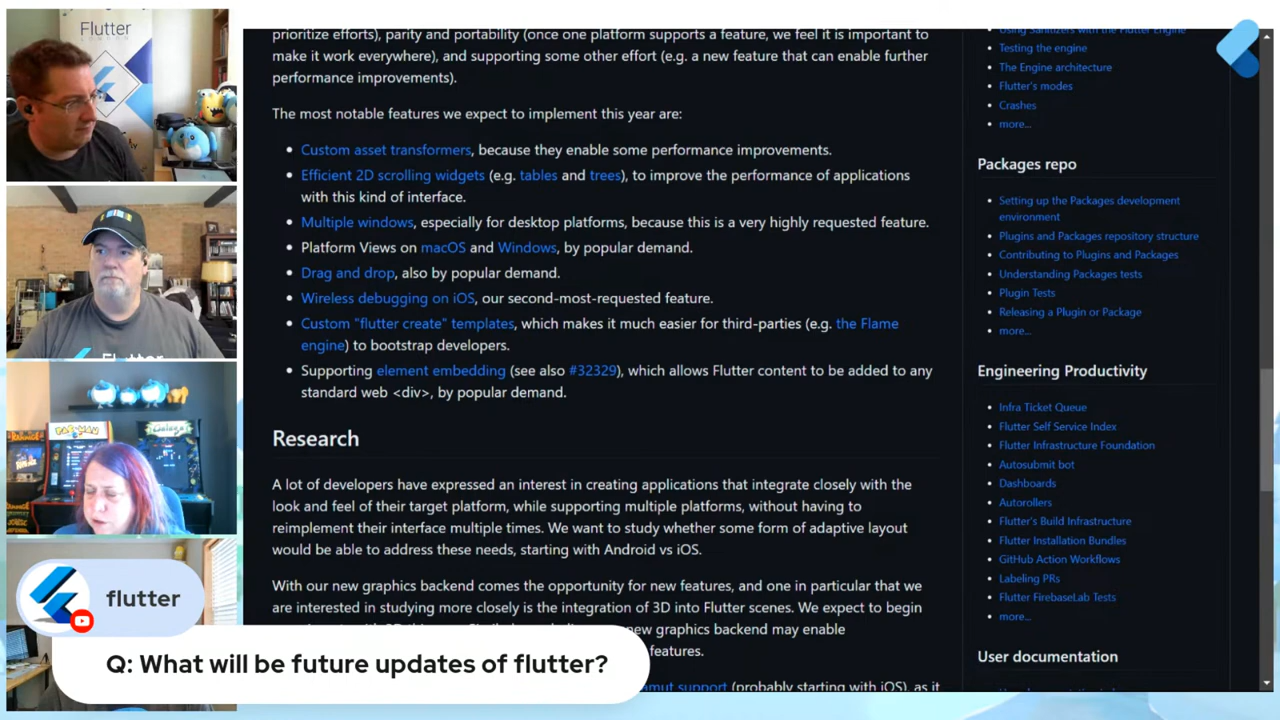 Flutter
LONDON
Flutter
PAC-MAN
Galaga
prioritize efforts), parity and portability (once one platform supports a feature, we feel it is important to
make it work everywhere), and supporting some other effort (e.g. a new feature that can enable further
performance improvements).
The most notable features we expect to implement this year are:
• Custom asset transformers, because they enable some performance improvements.
• Efficient 2D scrolling widgets (e.g. tables and trees), to improve the performance of applications
with this kind of interface.
• Multiple windows, especially for desktop platforms, because this is a very highly requested feature.
• Platform Views on macOS and Windows, by popular demand.
• Drag and drop, also by popular demand.
• Wireless debugging on iOS, our second-most-requested feature.
• Custom "flutter create" templates, which makes it much easier for third-parties (e.g. the Flame
engine) to bootstrap developers.
• Supporting element embedding (see also #32329), which allows Flutter content to be added to any
standard web <div>, by popular demand.
Research
A lot of developers have expressed an interest in creating applications that integrate closely with the
look and feel of their target platform, while supporting multiple platforms, without having to
reimplement their interface multiple times. We want to study whether some form of adaptive layout
would be able to address these needs, starting with Android vs iOS.
With our new graphics backend comes the opportunity for new features, and one in particular that we
are interested in studying more closely is the integration of 3D into Flutter scenes. We expect to begin
new graphics backend may enable
features.
support (probably starting with iOS), as it
Using Sanitizers with the Flutter Engine
• Testing the engine
• The Engine architecture
• Flutter's modes
• Crashes
• more...
Packages repo
• Setting up the Packages development
environment
• Plugins and Packages repository structure
• Contributing to Plugins and Packages
• Understanding Packages tests
• Plugin Tests
• Releasing a Plugin or Package
• more...
Engineering Productivity
• Infra Ticket Queue
• Flutter Self Service Index
• Flutter Infrastructure Foundation
• Autosubmit bot
• Dashboards
• Autorollers
• Flutter's Build Infrastructure
• Flutter Installation Bundles
• GitHub Action Workflows
• Labeling PRs
• Flutter FirebaseLab Tests
• more...
User documentation
flutter
Q: What will be future updates of flutter?